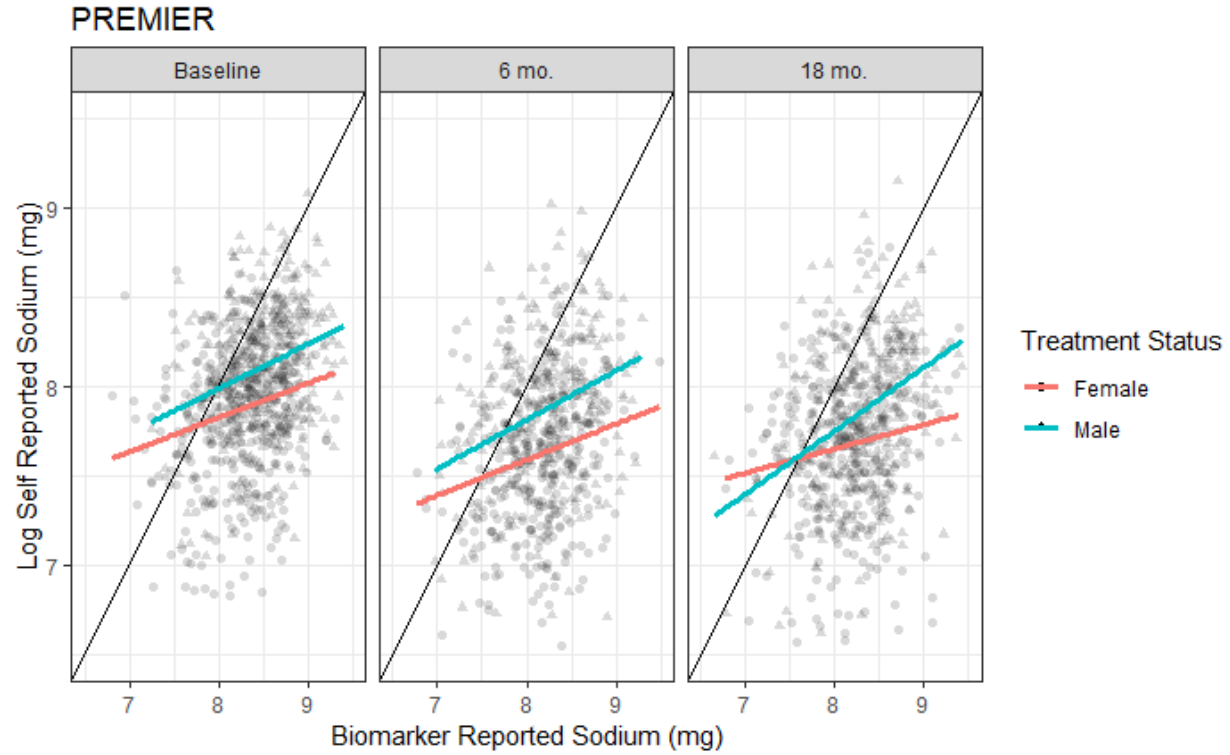 PREMIER
Baseline
6 mo.
18 mo.
Log Self Reported Sodium (mg)
9
8
7
7 8 9
7 8 9
7 8 9
Biomarker Reported Sodium (mg)
Treatment Status
Female
Male